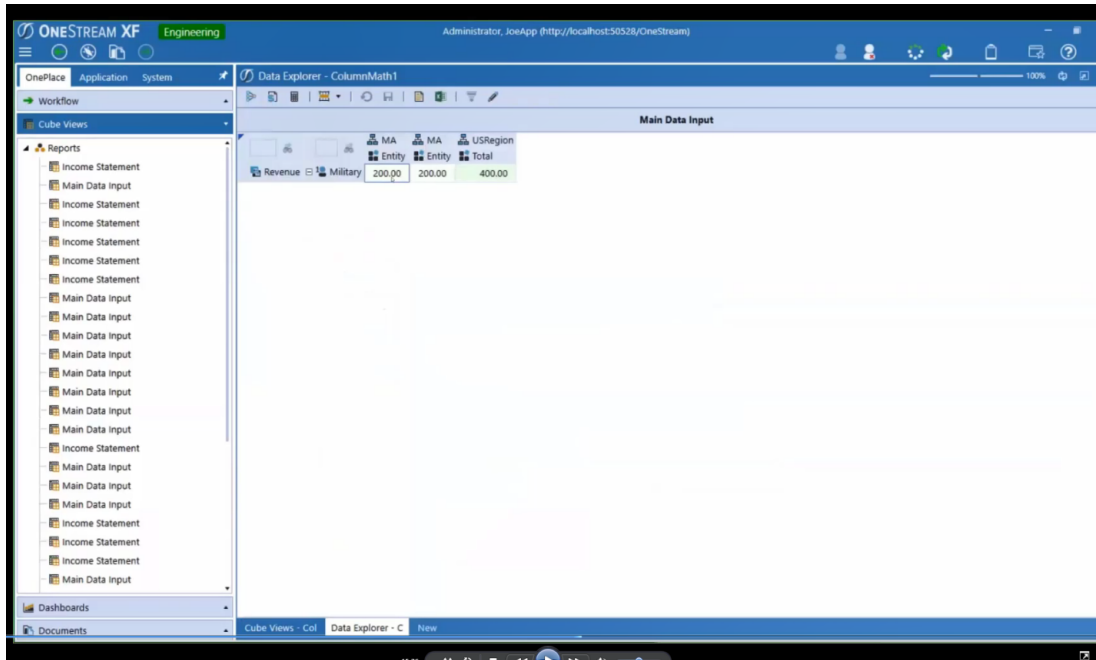 ONESTREAM XF Engineering Administrator, JoeApp (http://localhost:50528/OneStream)
OnePlace Application System Data Explorer - ColumnMath1 100%
Workflow
Main Data Input
Cube Views
Reports
Income Statement
Main Data Input
Income Statement
Income Statement
Income Statement
Income Statement
Income Statement
Main Data Input
Main Data Input
Main Data Input
Main Data Input
Main Data Input
Main Data Input
Main Data Input
Main Data Input
Income Statement
Main Data Input
Main Data Input
Main Data Input
Income Statement
Income Statement
Income Statement
Main Data Input
MA MA USRegion
Entity Entity Total
Revenue Military 200.00 200.00 400.00
Dashboards
Documents
Cube Views - Col Data Explorer - C New